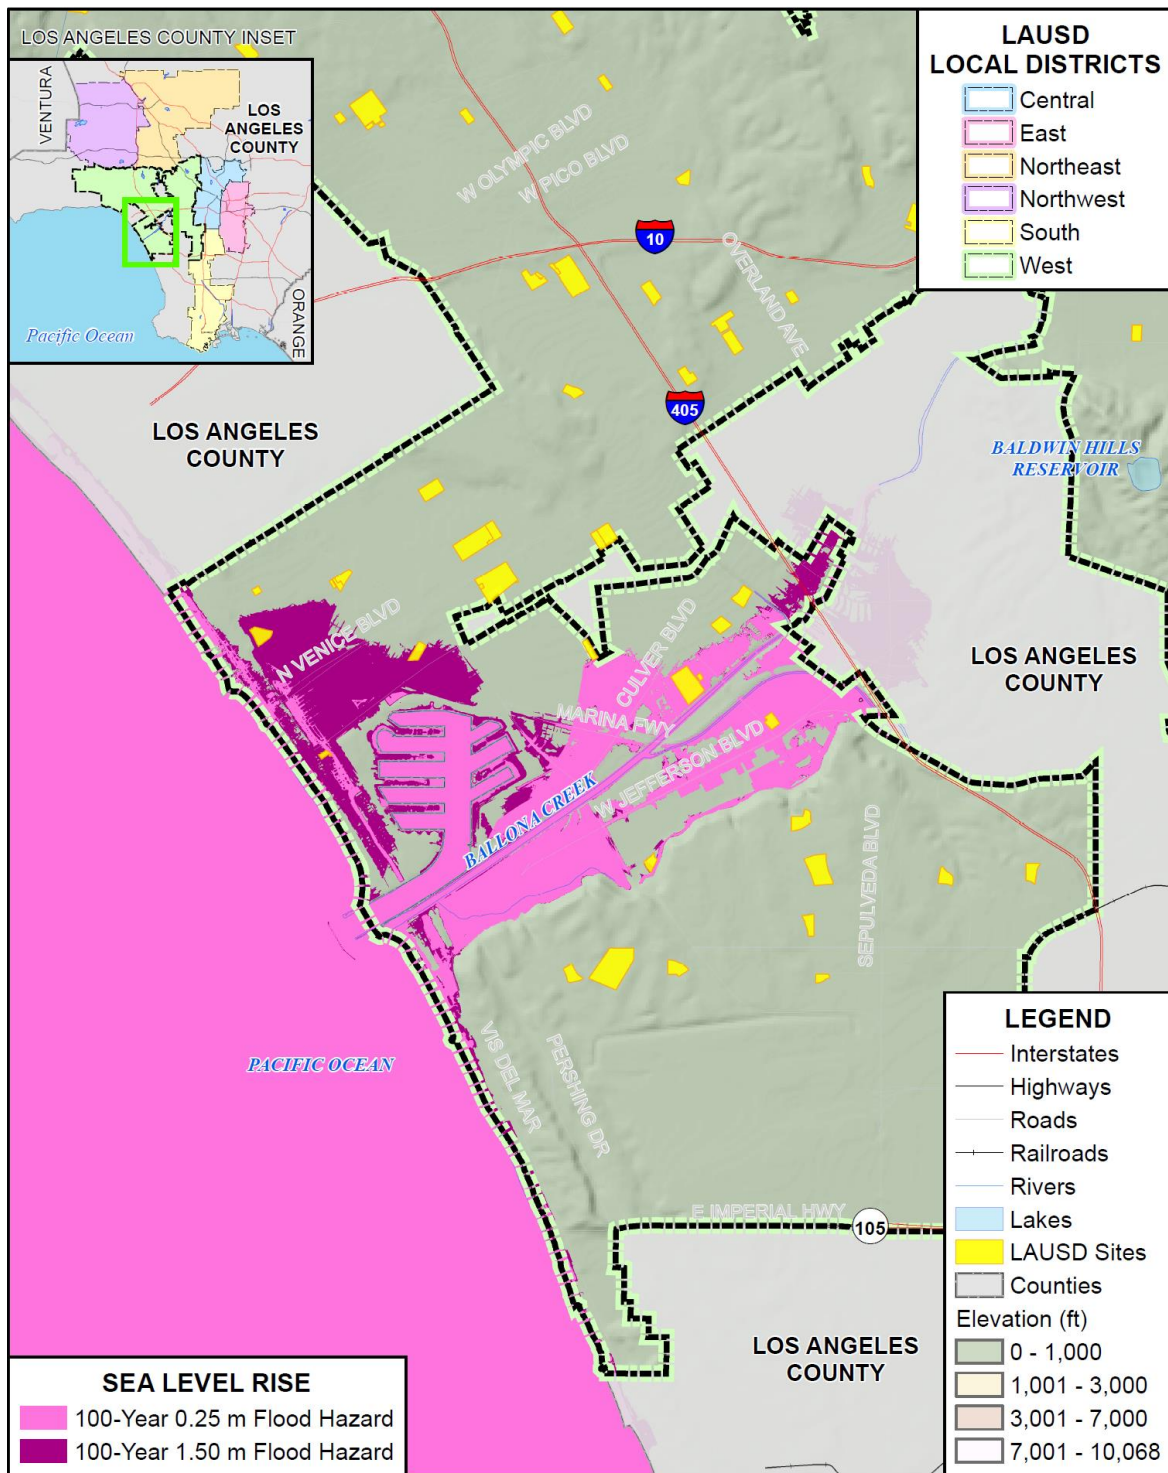 LOS ANGELES COUNTY INSET
VENTURA
LOS
ANGELES
COUNTY
ORANGE
Pacific Ocean
LAUSD
LOCAL DISTRICTS
Central
East
Northeast
Northwest
South
West
W OLYMPIC BLVD
W PICO BLVD
10
OVERLAND AVE
405
LOS ANGELES
COUNTY
BALDWIN HILLS
RESERVOIR
N VENICE BLVD
CULVER BLVD
LOS ANGELES
COUNTY
MARINA FWY
W JEFFERSON BLVD
BALLONA CREEK
SEPULVEDA BLVD
PACIFIC OCEAN
VIS DEL MAR
PERSHING DR
E IMPERIAL HWY
105
LOS ANGELES
COUNTY
LEGEND
Interstates
Highways
Roads
Railroads
Rivers
Lakes
LAUSD Sites
Counties
Elevation (ft)
0 - 1,000
1,001 - 3,000
3,001 - 7,000
7,001 - 10,068
SEA LEVEL RISE
100-Year 0.25 m Flood Hazard
100-Year 1.50 m Flood Hazard